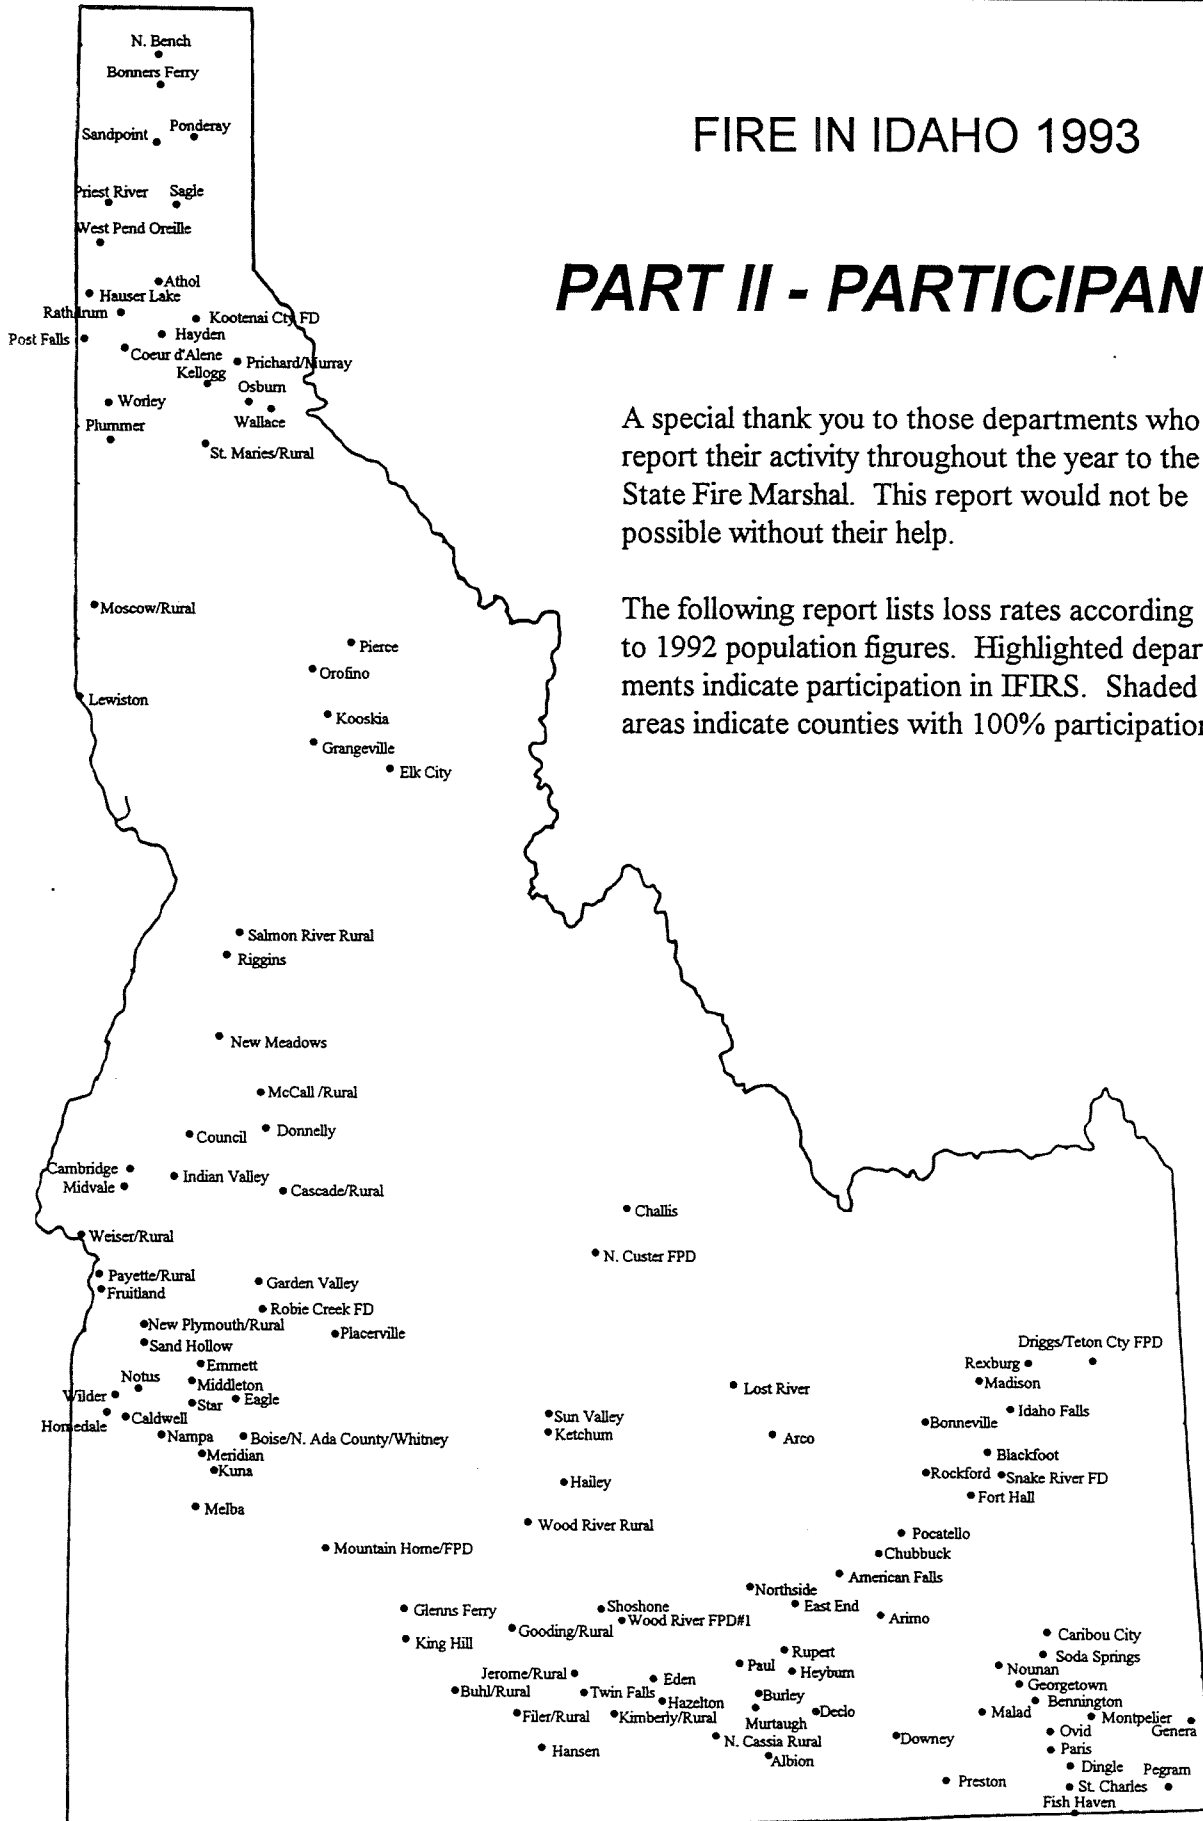 FIRE IN IDAHO 1993
PART II - PARTICIPAN
A special thank you to those departments who
report their activity throughout the year to the
State Fire Marshal. This report would not be
possible without their help.
The following report lists loss rates according
to 1992 population figures. Highlighted depar
ments indicate participation in IFIRS. Shaded
areas indicate counties with 100% participation
N. Bench
Bonners Ferry
Sandpoint
Ponderay
Priest River
Sagle
West Pend Oreille
Athol
Hauser Lake
Rathdrum
Kootenai Cty FD
Post Falls
Hayden
Coeur d'Alene
Prichard/Murray
Kellogg
Osburn
Worley
Wallace
Plummer
St. Maries/Rural
Moscow/Rural
Pierce
Orofino
Lewiston
Kooskia
Grangeville
Elk City
Salmon River Rural
Riggins
New Meadows
McCall /Rural
Council
Donnelly
Cambridge
Indian Valley
Midvale
Cascade/Rural
Challis
Weiser/Rural
N. Custer FPD
Payette/Rural
Garden Valley
Fruitland
Robie Creek FD
New Plymouth/Rural
Placerville
Sand Hollow
Driggs/Teton Cty FPD
Emmett
Rexburg
Notus
Middleton
Madison
Wilder
Lost River
Star
Eagle
Homedale
Caldwell
Sun Valley
Idaho Falls
Bonneville
Nampa
Boise/N. Ada County/Whitney
Ketchum
Arco
Meridian
Blackfoot
Kuna
Rockford
Snake River FD
Hailey
Fort Hall
Melba
Wood River Rural
Pocatello
Mountain Home/FPD
Chubbuck
American Falls
Northside
East End
Glenns Ferry
Shoshone
Wood River FPD#1
Arimo
Gooding/Rural
Caribou City
King Hill
Rupert
Soda Springs
Paul
Heyburn
Nounan
Jerome/Rural
Eden
Georgetown
Buhl/Rural
Twin Falls
Hazelton
Burley
Bennington
Filer/Rural
Kimberly/Rural
Murtaugh
Declo
Malad
Montpelier
Genera
N. Cassia Rural
Downey
Ovid
Hansen
Albion
Paris
Dingle
Pegram
Preston
St. Charles
Fish Haven